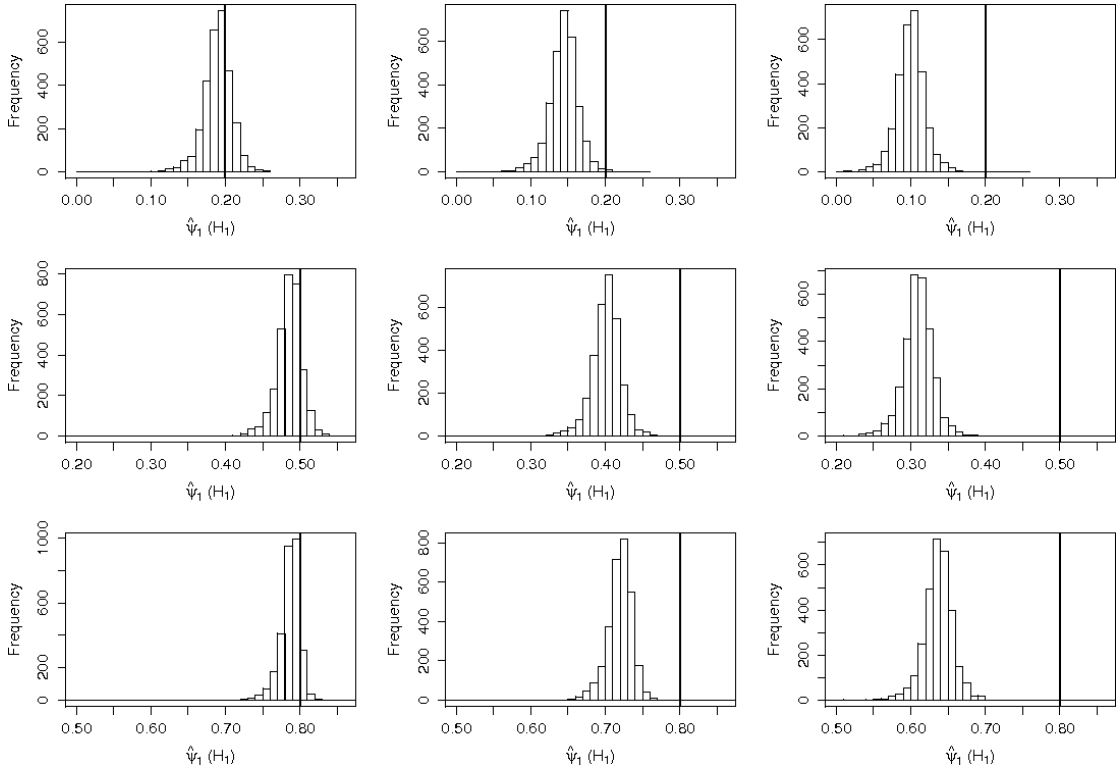 Frequency
0 200 400 600
0.00 0.10 0.20 0.30
ψ̂₁ (H₁)
Frequency
0 200 400 600
0.00 0.10 0.20 0.30
ψ̂₁ (H₁)
Frequency
0 200 400 600
0.00 0.10 0.20 0.30
ψ̂₁ (H₁)
Frequency
0 200 400 600 800
0.20 0.30 0.40 0.50
ψ̂₁ (H₁)
Frequency
0 200 400 600
0.20 0.30 0.40 0.50
ψ̂₁ (H₁)
Frequency
0 200 400 600
0.20 0.30 0.40 0.50
ψ̂₁ (H₁)
Frequency
0 200 600 1000
0.50 0.60 0.70 0.80
ψ̂₁ (H₁)
Frequency
0 200 400 600 800
0.50 0.60 0.70 0.80
ψ̂₁ (H₁)
Frequency
0 200 400 600
0.50 0.60 0.70 0.80
ψ̂₁ (H₁)